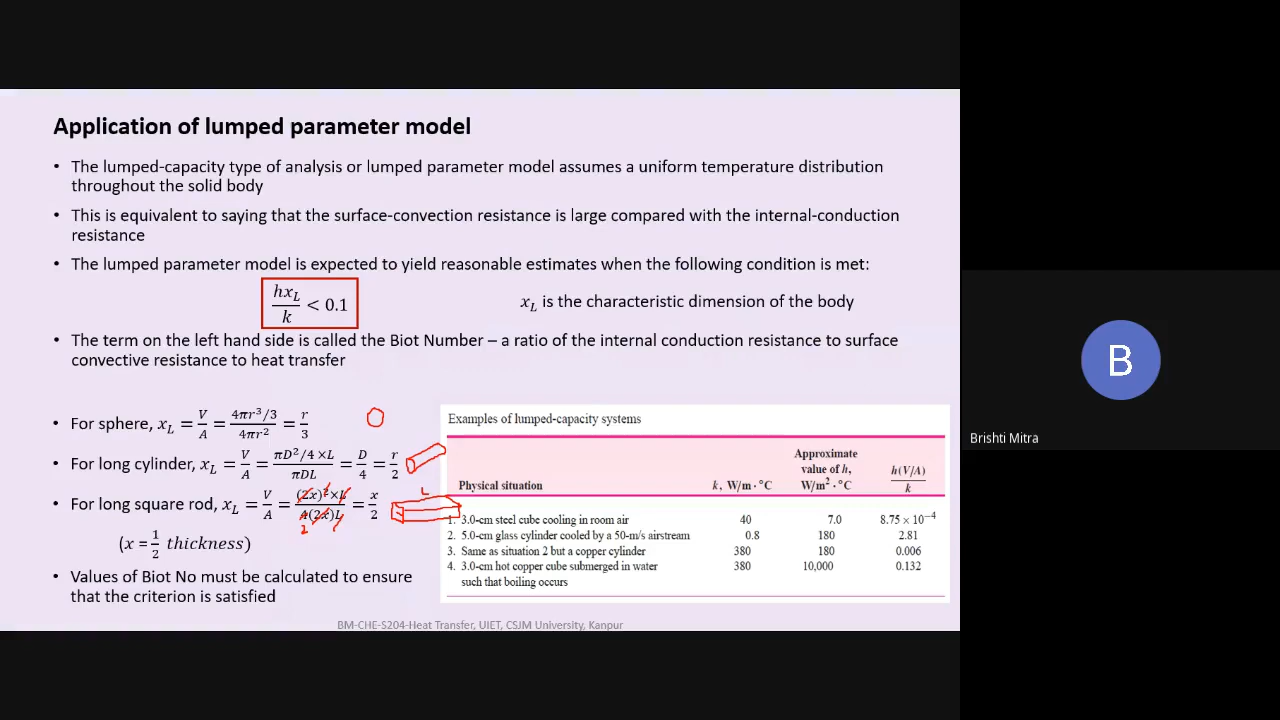 Application of lumped parameter model
• The lumped-capacity type of analysis or lumped parameter model assumes a uniform temperature distribution
throughout the solid body
• This is equivalent to saying that the surface-convection resistance is large compared with the internal-conduction
resistance
• The lumped parameter model is expected to yield reasonable estimates when the following condition is met:
hx_L/k < 0.1
x_L is the characteristic dimension of the body
• The term on the left hand side is called the Biot Number – a ratio of the internal conduction resistance to surface
convective resistance to heat transfer
• For sphere, x_L = V/A = (4πr³/3)/(4πr²) = r/3
• For long cylinder, x_L = V/A = (πD²/4 ×L)/(πDL) = D/4 = r/2
• For long square rod, x_L = V/A = ((2x)²×L)/(4(2x)L) = x/2
2
L
(x = 1/2 thickness)
• Values of Biot No must be calculated to ensure
that the criterion is satisfied
Examples of lumped-capacity systems
Physical situation k, W/m · °C Approximate value of h, W/m² · °C h(V/A)/k
1. 3.0-cm steel cube cooling in room air 40 7.0 8.75 × 10⁻⁴
2. 5.0-cm glass cylinder cooled by a 50-m/s airstream 0.8 180 2.81
3. Same as situation 2 but a copper cylinder 380 180 0.006
4. 3.0-cm hot copper cube submerged in water 380 10,000 0.132
such that boiling occurs
BM-CHE-S204-Heat Transfer, UIET, CSJM University, Kanpur
B
Brishti Mitra